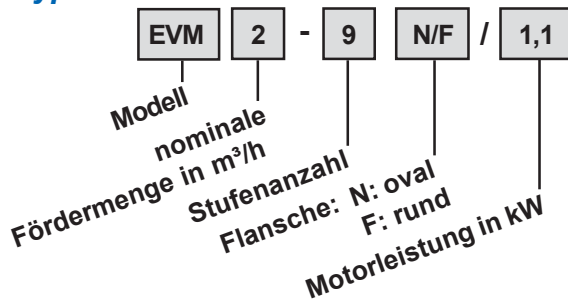 EVM 2 - 9 N/F / 1,1
Modell
nominale
Fördermenge in m³/h
Stufenanzahl
Flansche: N: oval
F: rund
Motorleistung in kW